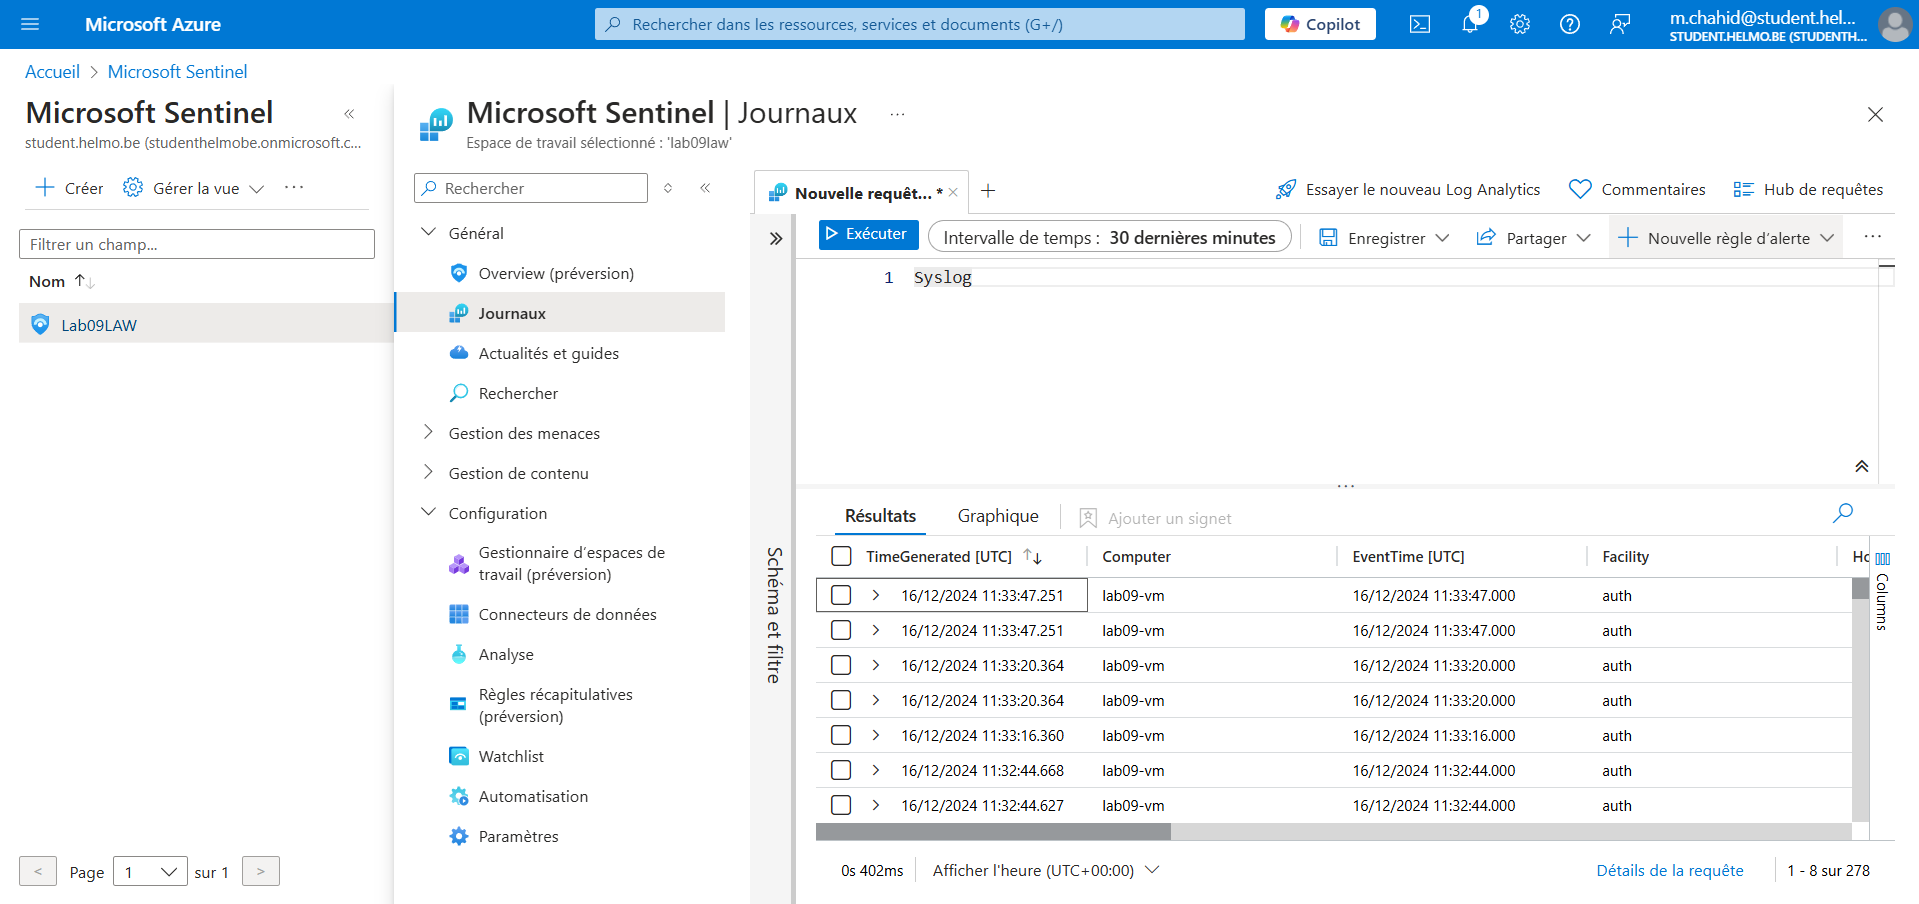 Microsoft Azure
Rechercher dans les ressources, services et documents (G+/)
Copilot
1
m.chahid@student.hel...
STUDENT.HELMO.BE (STUDENTH...
Accueil > Microsoft Sentinel
Microsoft Sentinel
student.helmo.be (studenthelmobe.onmicrosoft.c...
Créer
Gérer la vue
Filtrer un champ...
Nom
Lab09LAW
< Page 1 sur 1 >
Microsoft Sentinel | Journaux
Espace de travail sélectionné : 'lab09law'
Rechercher
Général
Overview (préversion)
Journaux
Actualités et guides
Rechercher
Gestion des menaces
Gestion de contenu
Configuration
Gestionnaire d'espaces de
travail (préversion)
Connecteurs de données
Analyse
Règles récapitulatives
(préversion)
Watchlist
Automatisation
Paramètres
Nouvelle requêt... *
Essayer le nouveau Log Analytics
Commentaires
Hub de requêtes
Exécuter
Intervalle de temps : 30 dernières minutes
Enregistrer
Partager
Nouvelle règle d'alerte
Schéma et filtre
1 Syslog
Résultats
Graphique
Ajouter un signet
TimeGenerated [UTC] Computer EventTime [UTC] Facility Hc
16/12/2024 11:33:47.251 lab09-vm 16/12/2024 11:33:47.000 auth
16/12/2024 11:33:47.251 lab09-vm 16/12/2024 11:33:47.000 auth
16/12/2024 11:33:20.364 lab09-vm 16/12/2024 11:33:20.000 auth
16/12/2024 11:33:20.364 lab09-vm 16/12/2024 11:33:20.000 auth
16/12/2024 11:33:16.360 lab09-vm 16/12/2024 11:33:16.000 auth
16/12/2024 11:32:44.668 lab09-vm 16/12/2024 11:32:44.000 auth
16/12/2024 11:32:44.627 lab09-vm 16/12/2024 11:32:44.000 auth
Columns
0s 402ms
Afficher l'heure (UTC+00:00)
Détails de la requête
1 - 8 sur 278